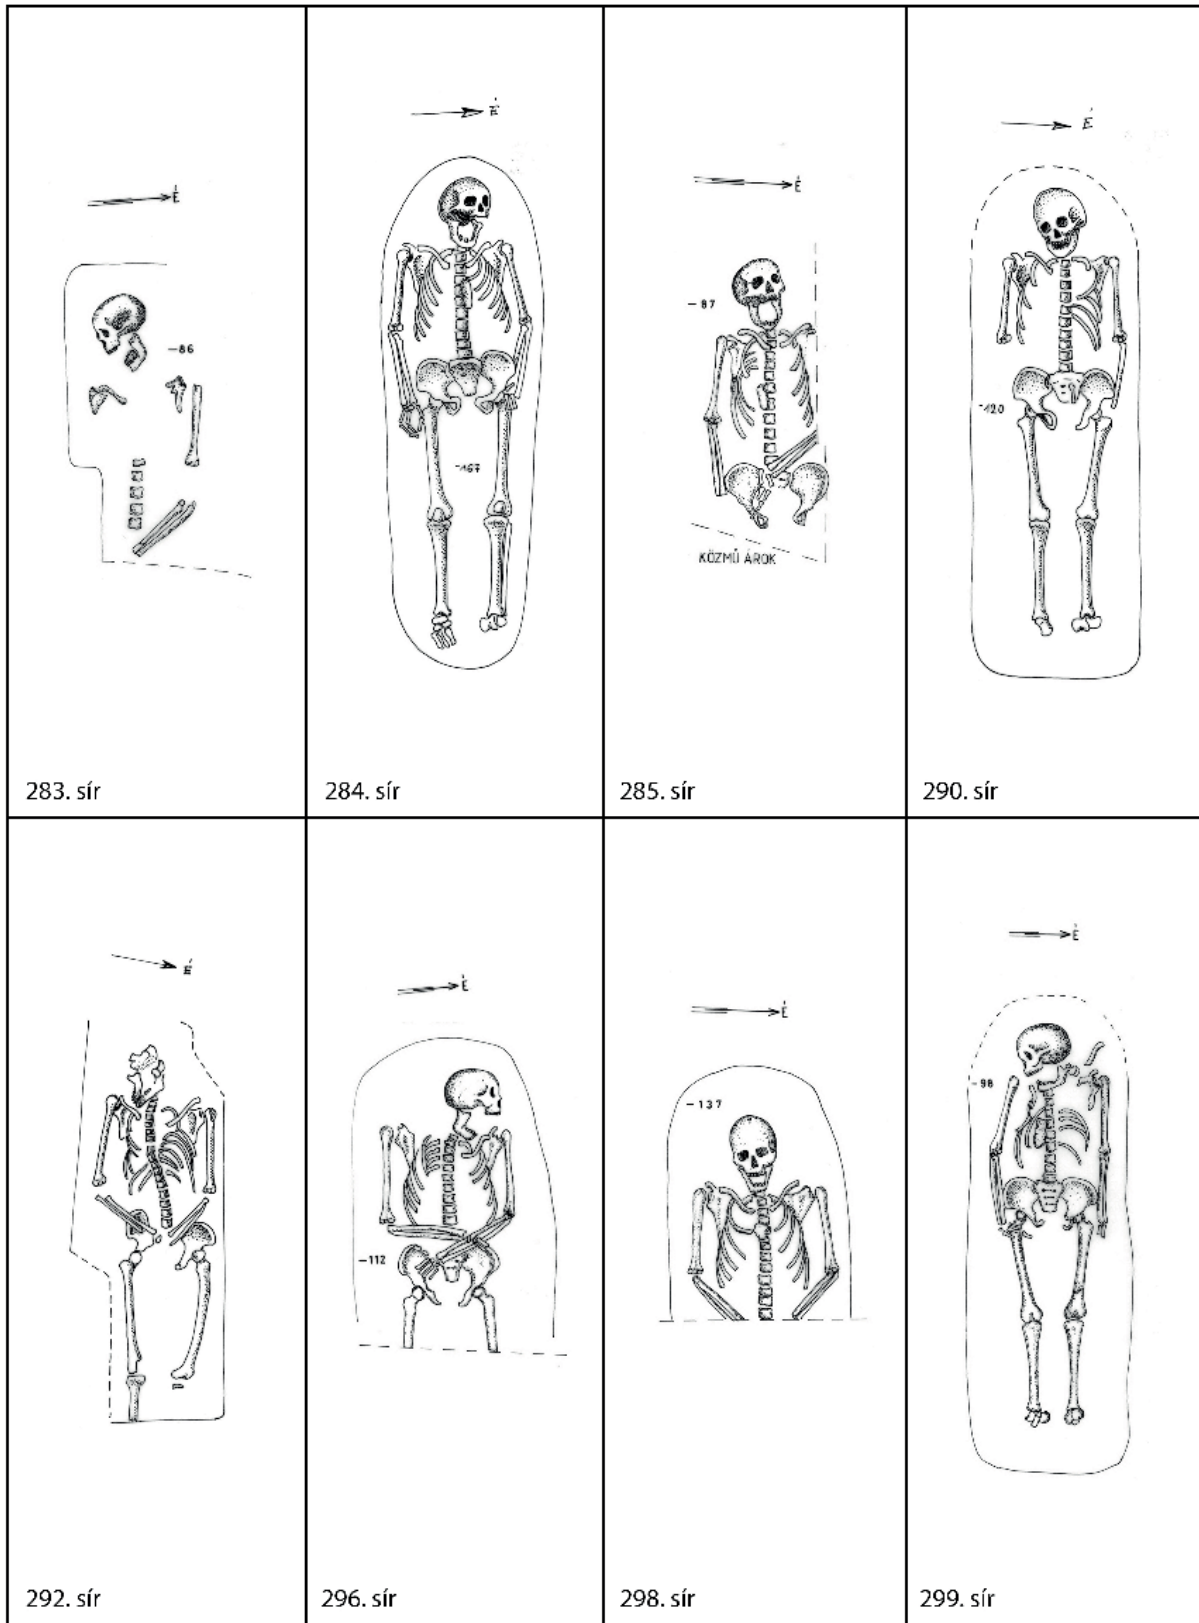 É
-86
283. sír
É
-167
284. sír
É
-87
KÖZMŰ ÁROK
285. sír
É
-120
290. sír
É
292. sír
É
-112
296. sír
É
-137
298. sír
É
-98
299. sír